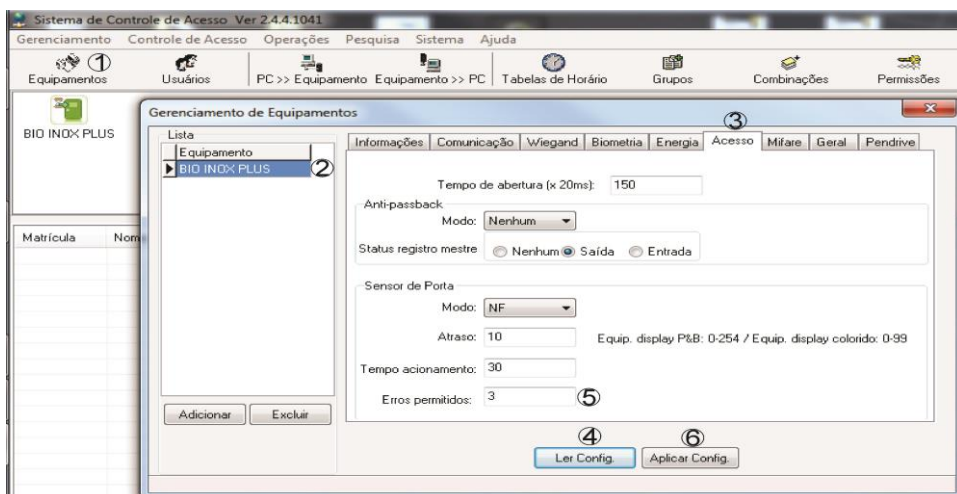 Sistema de Controle de Acesso Ver 2.4.4.1041
Gerenciamento Controle de Acesso Operações Pesquisa Sistema Ajuda
①
Equipamentos Usuários PC >> Equipamento Equipamento >> PC Tabelas de Horário Grupos Combinações Permissões
BIO INOX PLUS
Matrícula Nom
Gerenciamento de Equipamentos
Lista
Equipamento
BIO INOX PLUS ②
Adicionar Excluir
③
Informações Comunicação Wiegand Biometria Energia Acesso Mifare Geral Pendrive
Tempo de abertura (x 20ms): 150
Anti-passback
Modo: Nenhum
Status registro mestre Nenhum Saída Entrada
Sensor de Porta
Modo: NF
Atraso: 10 Equip. display P&B: 0-254 / Equip. display colorido: 0-99
Tempo acionamento: 30
Erros permitidos: 3 ⑤
④ ⑥
Ler Config. Aplicar Config.